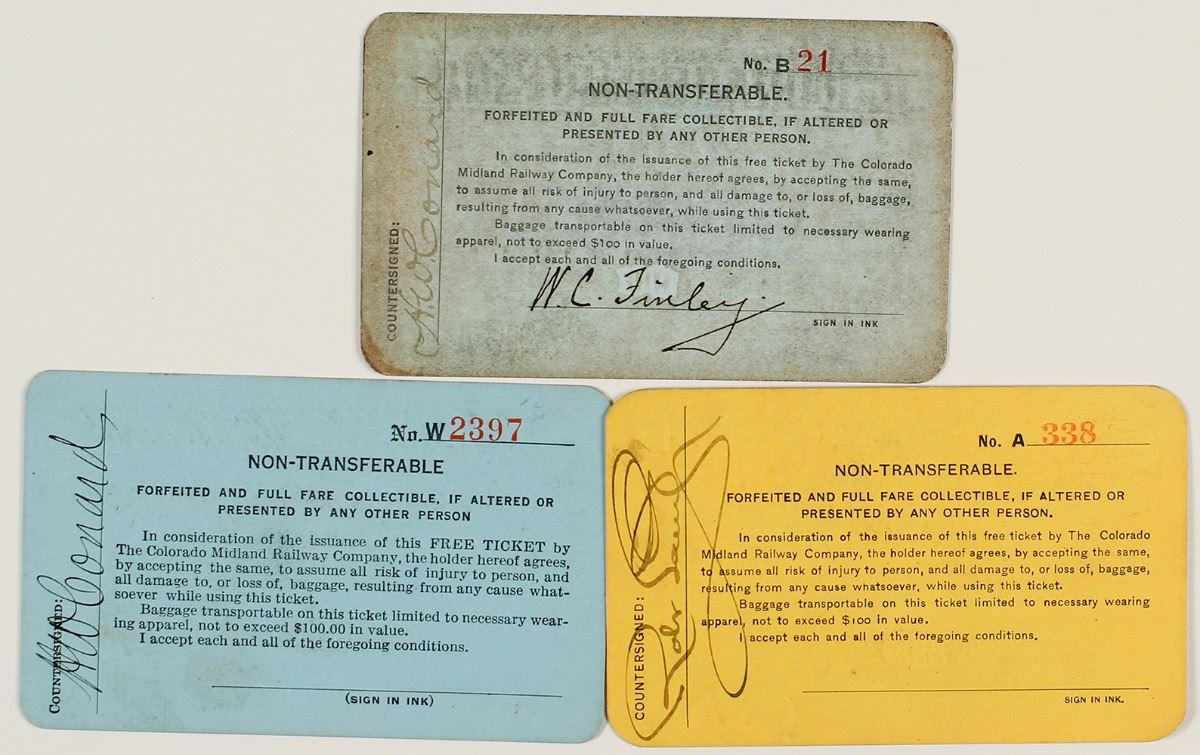 No. B 21
NON-TRANSFERABLE.
FORFEITED AND FULL FARE COLLECTIBLE, IF ALTERED OR
PRESENTED BY ANY OTHER PERSON.
In consideration of the issuance of this free ticket by The Colorado
Midland Railway Company, the holder hereof agrees, by accepting the same,
to assume all risk of injury to person, and all damage to, or loss of, baggage,
resulting from any cause whatsoever, while using this ticket.
Baggage transportable on this ticket limited to necessary wearing
apparel, not to exceed $100 in value.
I accept each and all of the foregoing conditions.
W. C. Finley
SIGN IN INK
COUNTERSIGNED:
Conard
No. W 2397
NON-TRANSFERABLE
FORFEITED AND FULL FARE COLLECTIBLE, IF ALTERED OR
PRESENTED BY ANY OTHER PERSON
In consideration of the issuance of this FREE TICKET by
The Colorado Midland Railway Company, the holder hereof agrees,
by accepting the same, to assume all risk of injury to person, and
all damage to, or loss of, baggage, resulting from any cause what-
soever while using this ticket.
Baggage transportable on this ticket limited to necessary wear-
ing apparel, not to exceed $100.00 in value.
I accept each and all of the foregoing conditions.
(SIGN IN INK)
COUNTERSIGNED:
Conard
No. A 338
NON-TRANSFERABLE.
FORFEITED AND FULL FARE COLLECTIBLE, IF ALTERED OR
PRESENTED BY ANY OTHER PERSON.
In consideration of the issuance of this free ticket by The Colorado
Midland Railway Company, the holder hereof agrees, by accepting the same,
to assume all risk of injury to person, and all damage to, or loss of, baggage,
resulting from any cause whatsoever, while using this ticket.
Baggage transportable on this ticket limited to necessary wearing
apparel, not to exceed $100 in value.
I accept each and all of the foregoing conditions.
SIGN IN INK.
COUNTERSIGNED: